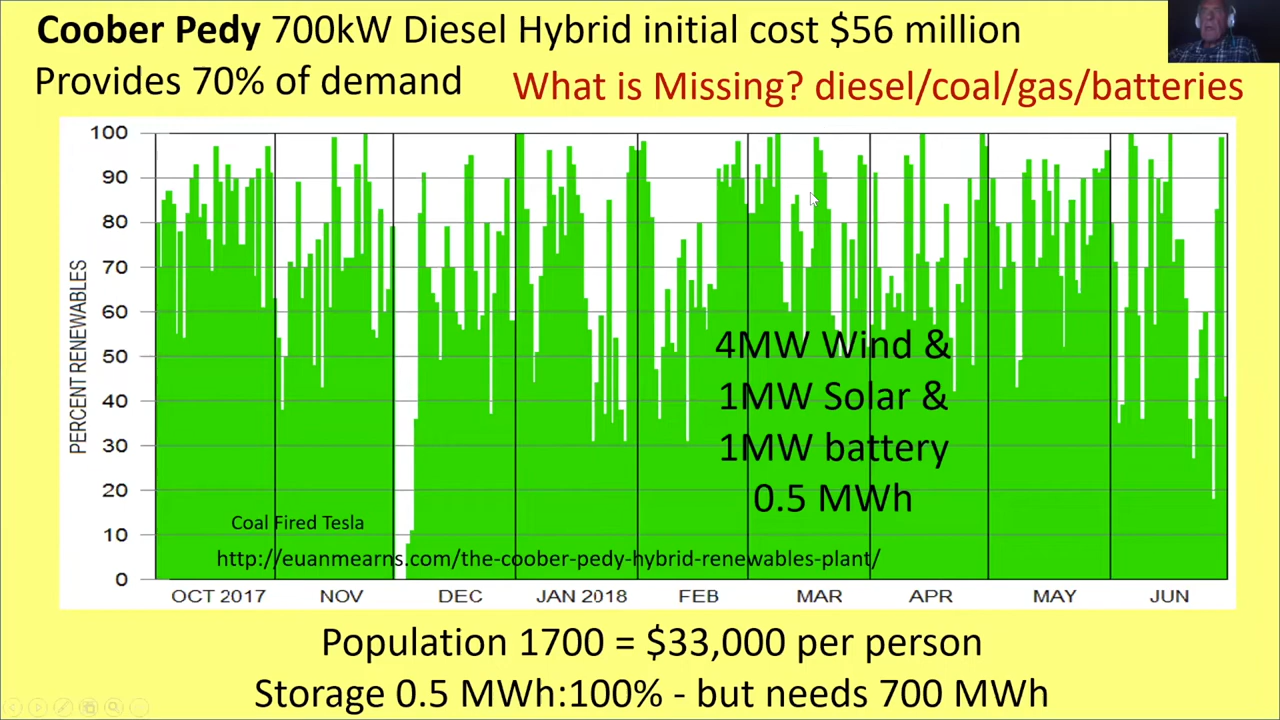 Coober Pedy 700kW Diesel Hybrid initial cost $56 million
Provides 70% of demand
What is Missing? diesel/coal/gas/batteries
PERCENT RENEWABLES
100
90
80
70
60
50
40
30
20
10
0
4MW Wind &
1MW Solar &
1MW battery
0.5 MWh
Coal Fired Tesla
http://euanmearns.com/the-coober-pedy-hybrid-renewables-plant/
OCT 2017 NOV DEC JAN 2018 FEB MAR APR MAY JUN
Population 1700 = $33,000 per person
Storage 0.5 MWh:100% - but needs 700 MWh